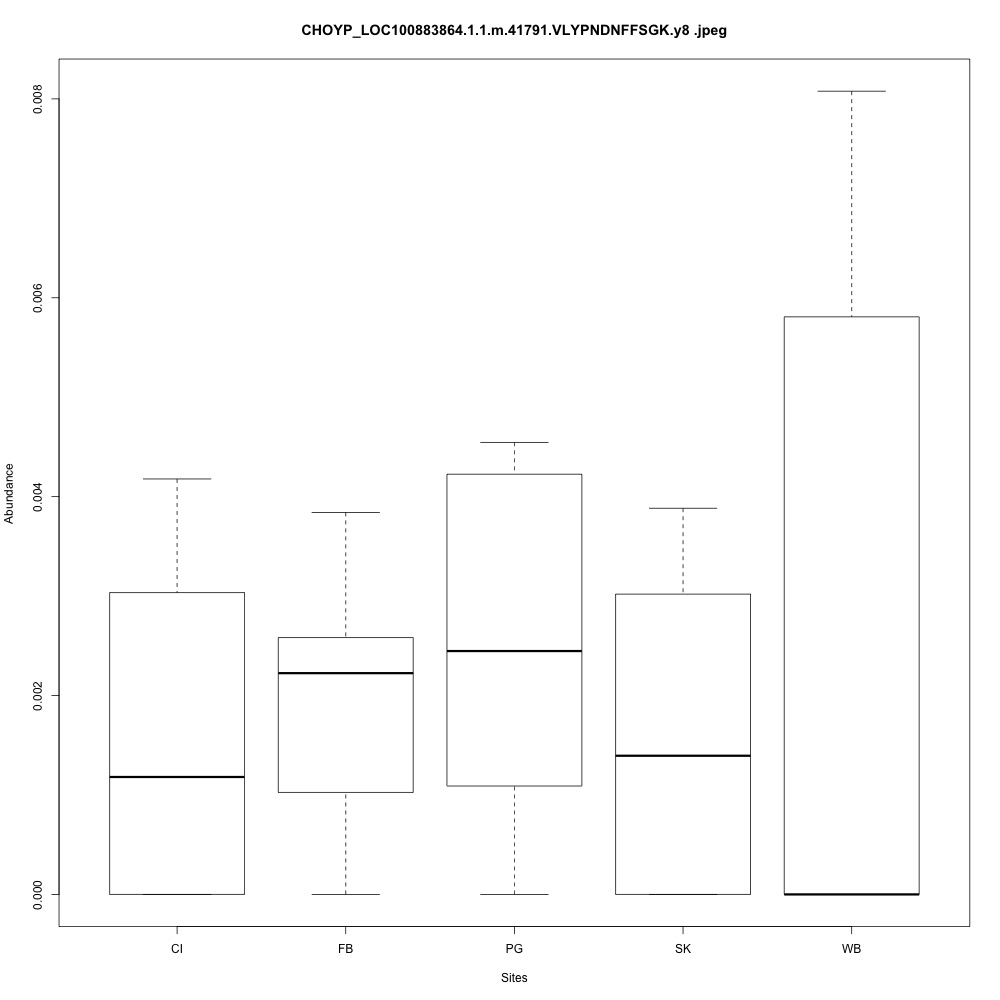 CHOYP_LOC100883864.1.1.m.41791.VLYPNDNFFSGK.y8 .jpeg
Abundance
0.008
0.006
0.004
0.002
0.000
CI FB PG SK WB
Sites